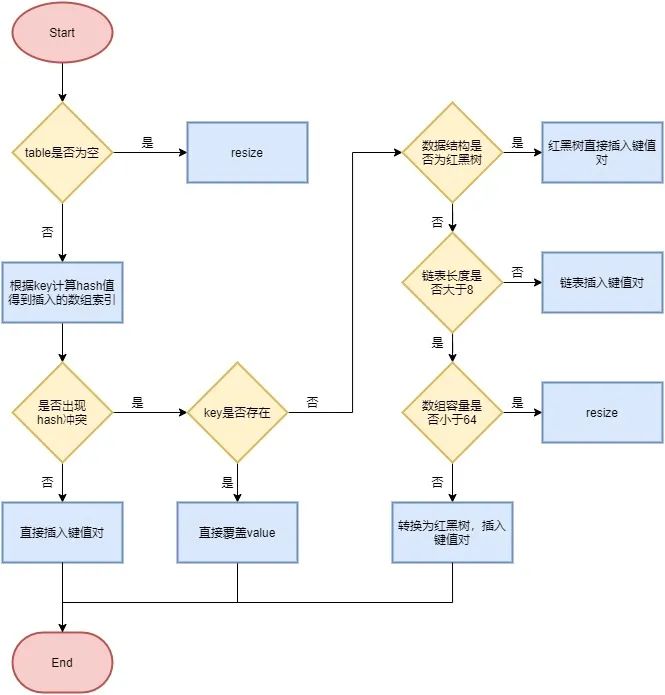 Start
table是否为空
是
resize
否
根据key计算hash值
得到插入的数组索引
是否出现
hash冲突
是
key是否存在
否
否
直接插入键值对
是
直接覆盖value
数据结构是
否为红黑树
是
红黑树直接插入键值
对
否
链表长度是
否大于8
否
链表插入键值对
是
数组容量是
否小于64
是
resize
否
转换为红黑树，插入
键值对
End